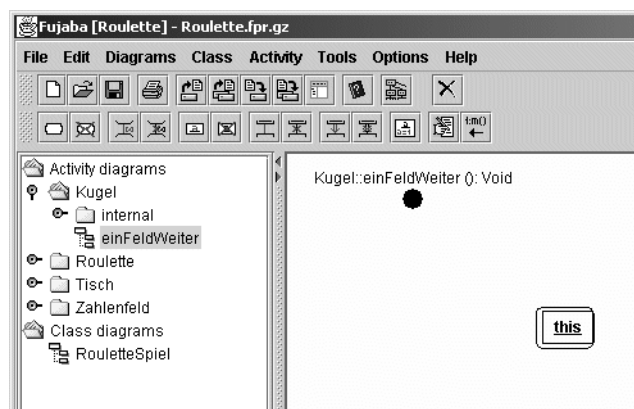 Fujaba [Roulette] - Roulette.fpr.gz
File Edit Diagrams Class Activity Tools Options Help
f:m()
Activity diagrams
Kugel
internal
einFeldWeiter
Roulette
Tisch
Zahlenfeld
Class diagrams
RouletteSpiel
Kugel::einFeldWeiter (): Void
this